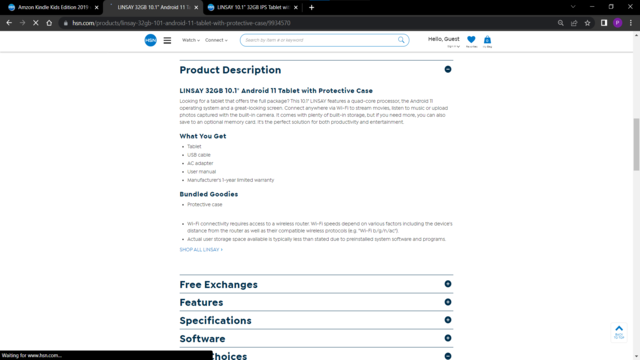 Amzon Kindle Kids Edition 2019
LINSAY 32GB 10.1" Android 11 T
LINSAY 10.1" 32GB IPS Tablet wit
hsn.com/products/linsay-32gb-101-android-11-tablet-with-protective-case/9934570
P
HSN
Watch
Connect
Search by item # or keyword
Hello, Guest
Product Description
LINSAY 32GB 10.1" Android 11 Tablet with Protective Case
Looking for a tablet that offers the full package? This 10.1" LINSAY features a quad-core processor, the Android 11
operating system and a great looking screen. Connect anywhere via Wi-Fi to stream movies, listen to music or upload
photos captured with the built-in camera. It comes with plenty of built-in storage, but if you need more, you can also
save to an optional memory card. It's the perfect solution for both productivity and entertainment.
What You Get
• Tablet
• USB cable
• AC adapter
• User manual
• Manufacturer's 1-year limited warranty
Bundled Goodies
• Protective case
• Wi-Fi connectivity requires access to a wireless router. Wi-Fi speeds depend on various factors including the device's
distance from the router as well as their compatible wireless protocols (e.g. "Wi-Fi b/g/n/ac").
• Actual user storage space available is typically less than stated due to preinstalled system software and programs.
SHOP ALL LINSAY >
Free Exchanges
Features
Specifications
Software
Choices
BACK
TO TOP
Waiting for www.hsn.com...